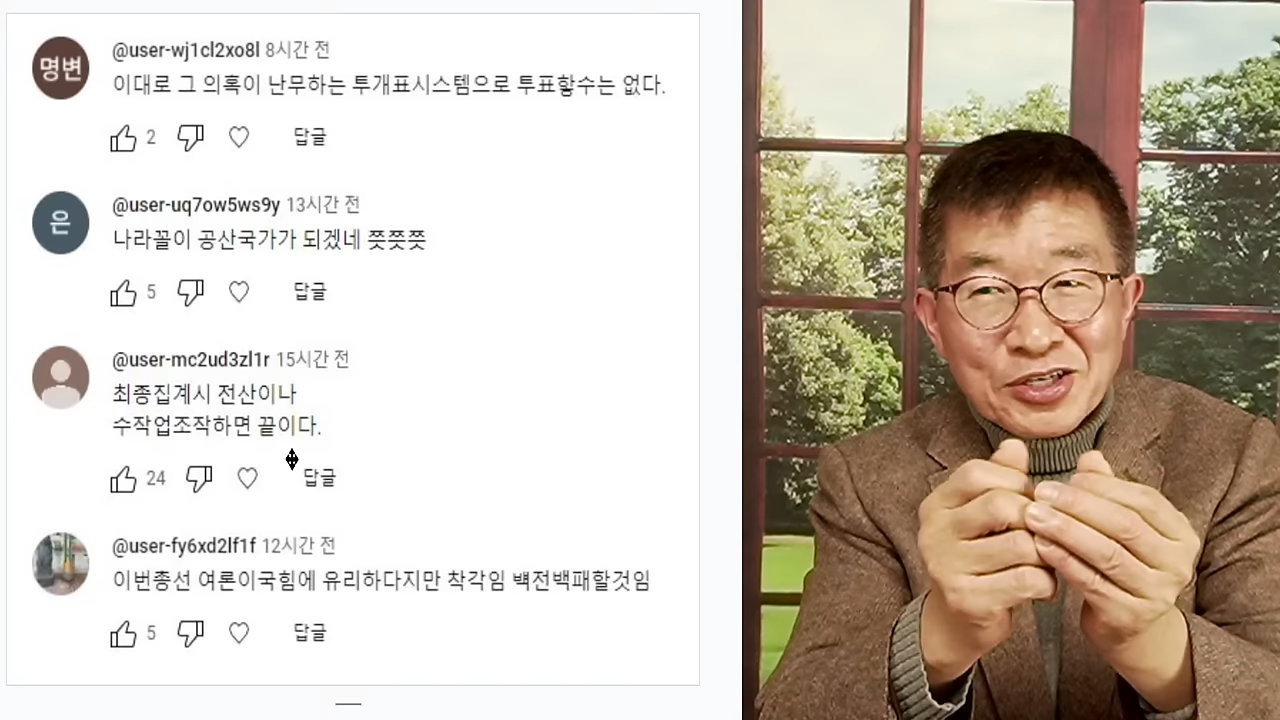 명변
@user-wj1cl2xo8l 8시간 전
이대로 그 의혹이 난무하는 투개표시스템으로 투표핳수는 없다.
2 답글
은
@user-uq7ow5ws9y 13시간 전
나라꼴이 공산국가가 되겠네 쯧쯧쯧
5 답글
@user-mc2ud3zl1r 15시간 전
최종집계시 전산이나
수작업조작하면 끝이다.
24 답글
@user-fy6xd2lf1f 12시간 전
이번총선 여론이국힘에 유리하다지만 착각임 벽전백패할것임
5 답글